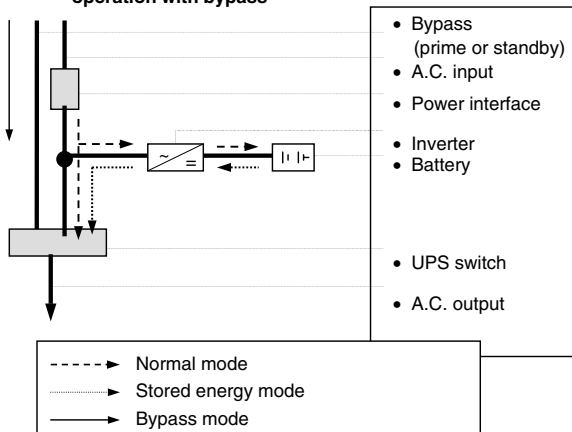 operation with bypass
• Bypass
(prime or standby)
• A.C. input
• Power interface
• Inverter
• Battery
~
=
• UPS switch
• A.C. output
Normal mode
Stored energy mode
Bypass mode